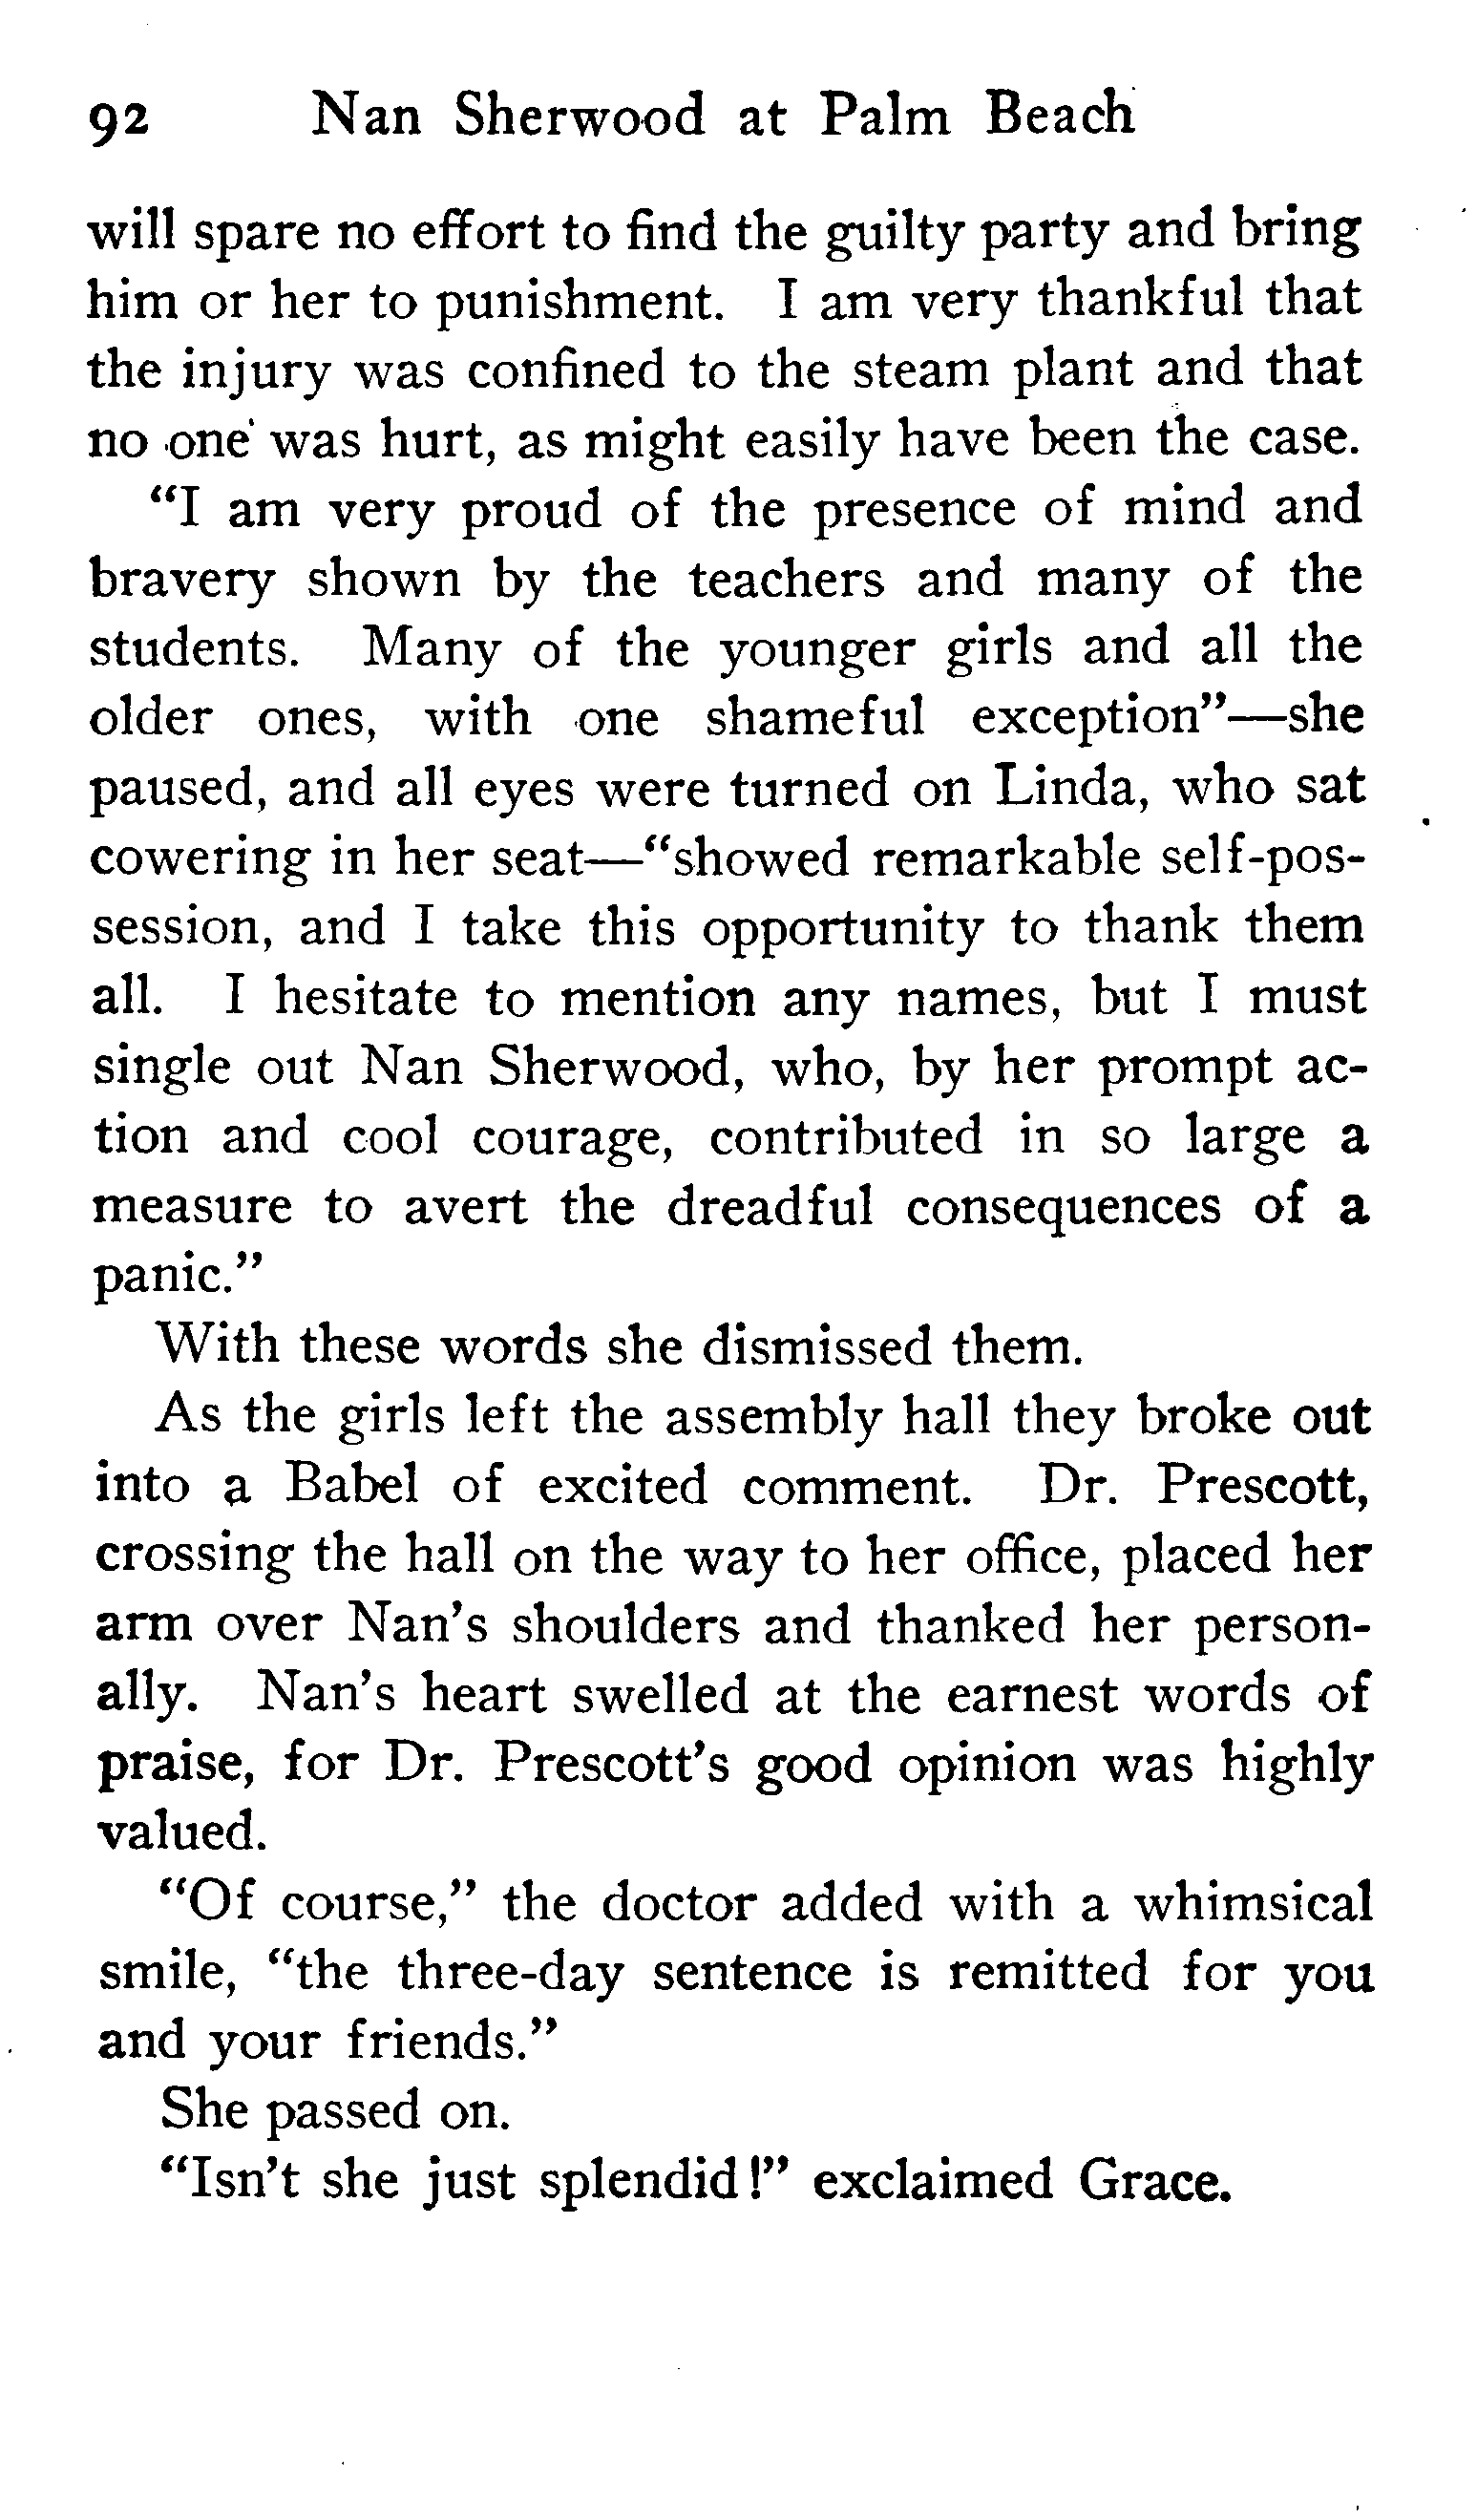 92 Nan Sherwood at Palm Beach
will spare no effort to find the guilty party and bring
him or her to punishment. I am very thankful that
the injury was confined to the steam plant and that
no one was hurt, as might easily have been the case.
“I am very proud of the presence of mind and
bravery shown by the teachers and many of the
students. Many of the younger girls and all the
older ones, with one shameful exception”—she
paused, and all eyes were turned on Linda, who sat
cowering in her seat—“showed remarkable self-pos-
session, and I take this opportunity to thank them
all. I hesitate to mention any names, but I must
single out Nan Sherwood, who, by her prompt ac-
tion and cool courage, contributed in so large a
measure to avert the dreadful consequences of a
panic.”
With these words she dismissed them.
As the girls left the assembly hall they broke out
into a Babel of excited comment. Dr. Prescott,
crossing the hall on the way to her office, placed her
arm over Nan’s shoulders and thanked her person-
ally. Nan’s heart swelled at the earnest words of
praise, for Dr. Prescott’s good opinion was highly
valued.
“Of course,” the doctor added with a whimsical
smile, “the three-day sentence is remitted for you
and your friends.”
She passed on.
“Isn’t she just splendid!” exclaimed Grace.